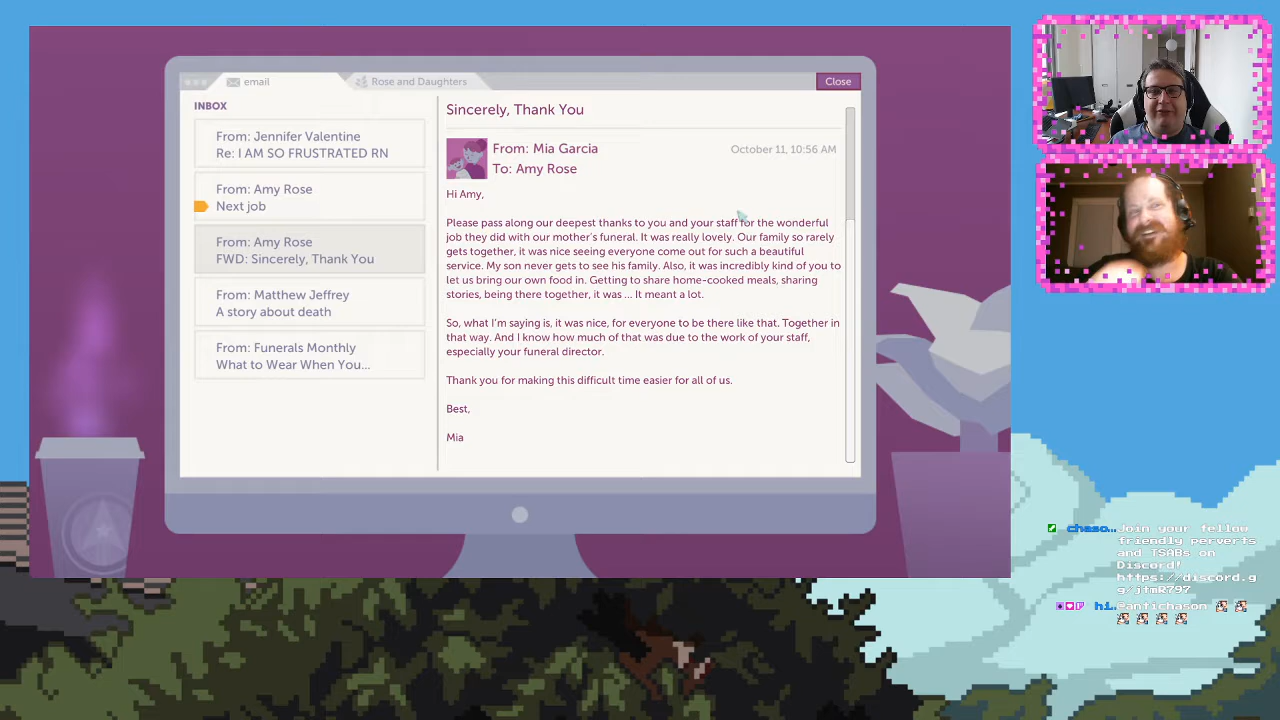 email
Rose and Daughters
Close
INBOX
From: Jennifer Valentine
Re: I AM SO FRUSTRATED RN
From: Amy Rose
Next job
From: Amy Rose
FWD: Sincerely, Thank You
From: Matthew Jeffrey
A story about death
From: Funerals Monthly
What to Wear When You...
Sincerely, Thank You
From: Mia Garcia
October 11, 10:56 AM
To: Amy Rose
Hi Amy,
Please pass along our deepest thanks to you and your staff for the wonderful
job they did with our mother's funeral. It was really lovely. Our family so rarely
gets together, it was nice seeing everyone come out for such a beautiful
service. My son never gets to see his family. Also, it was incredibly kind of you to
let us bring our own food in. Getting to share home-cooked meals, sharing
stories, being there together, it was ... It meant a lot.
So, what I'm saying is, it was nice, for everyone to be there like that. Together in
that way. And I know how much of that was due to the work of your staff,
especially your funeral director.
Thank you for making this difficult time easier for all of us.
Best,
Mia
chaso... Join your fellow
friendly perverts
and TSABs on
Discord!
https://discord.g
g/jtmR797
hi... @antichason